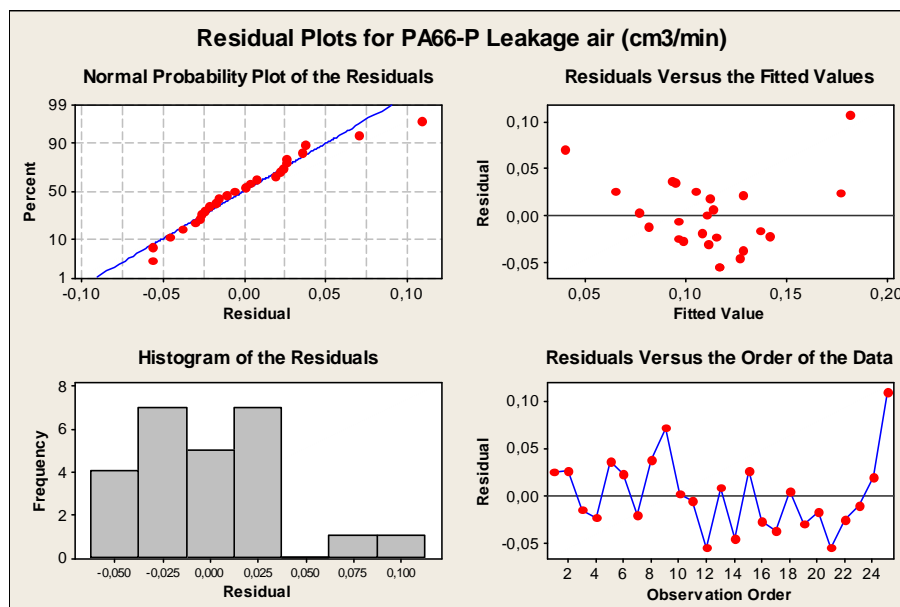 Residual Plots for PA66-P Leakage air (cm3/min)
Normal Probability Plot of the Residuals
Percent
99
90
50
10
1
-0,10 -0,05 0,00 0,05 0,10
Residual
Residuals Versus the Fitted Values
Residual
0,10
0,05
0,00
-0,05
0,05 0,10 0,15 0,20
Fitted Value
Histogram of the Residuals
Frequency
8
6
4
2
0
-0,050 -0,025 0,000 0,025 0,050 0,075 0,100
Residual
Residuals Versus the Order of the Data
Residual
0,10
0,05
0,00
-0,05
2 4 6 8 10 12 14 16 18 20 22 24
Observation Order